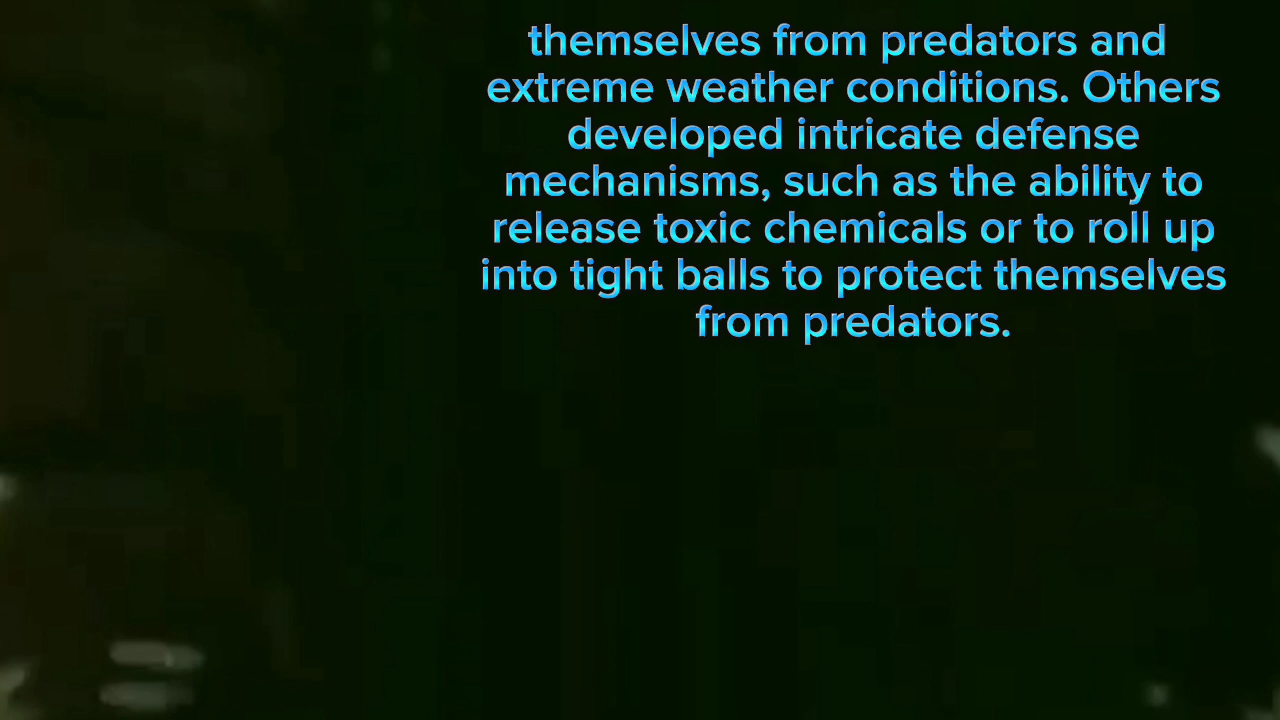 themselves from predators and
extreme weather conditions. Others
developed intricate defense
mechanisms, such as the ability to
release toxic chemicals or to roll up
into tight balls to protect themselves
from predators.